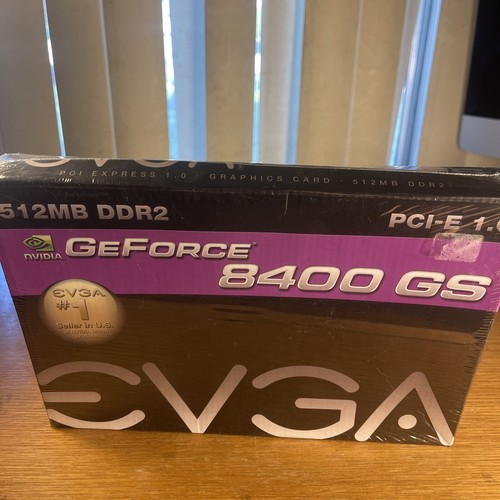 EVGA
PCI EXPRESS 1.0 GRAPHICS CARD · 512MB DDR2
512MB DDR2
PCI-E 1.0
NVIDIA
GEFORCE
8400 GS
EVGA
#1
Seller in U.S.
EVGA